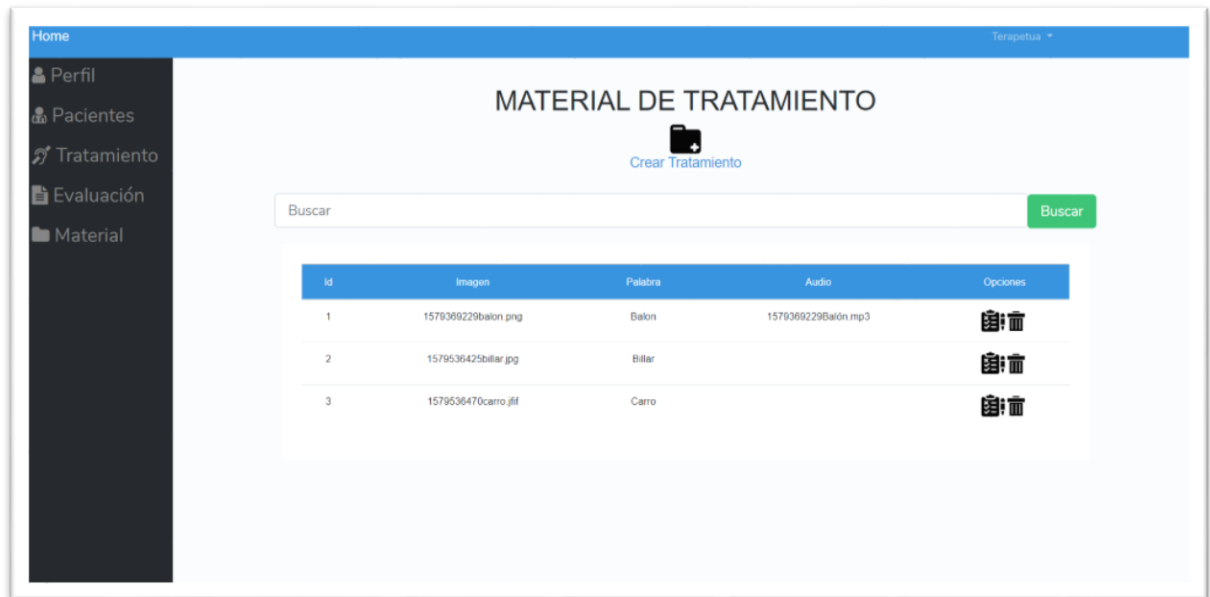 Home Terapetua
Perfil
Pacientes
Tratamiento
Evaluación
Material
MATERIAL DE TRATAMIENTO
Crear Tratamiento
Buscar Buscar
Id Imagen Palabra Audio Opciones
1 1579369229balon.png Balon 1579369229Balón.mp3
2 1579536425billar.jpg Billar
3 1579536470carro.jfif Carro